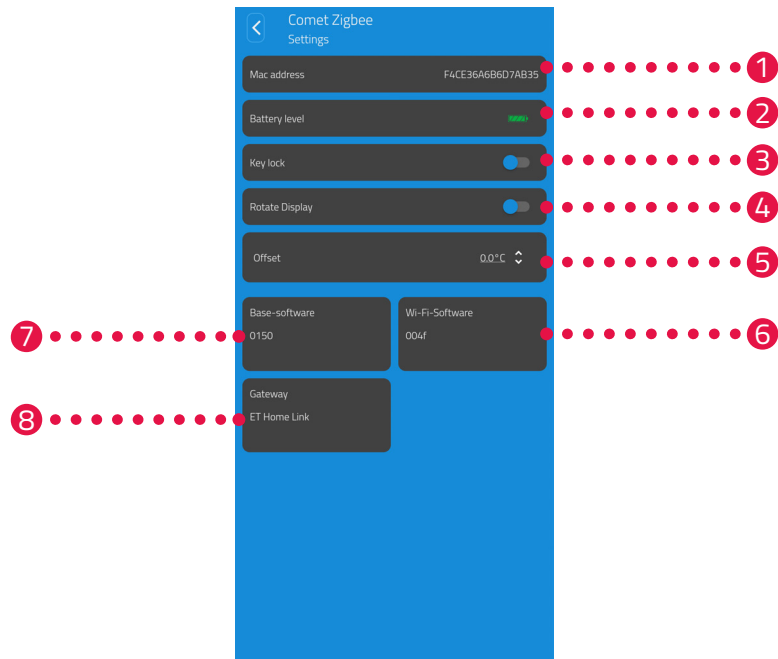 Comet Zigbee
Settings
Mac address F4CE36A6B6D7AB35 1
Battery level 2
Key lock 3
Rotate Display 4
Offset 0.0°C 5
Base-software Wi-Fi-Software
7 0150 004f 6
Gateway
8 ET Home Link